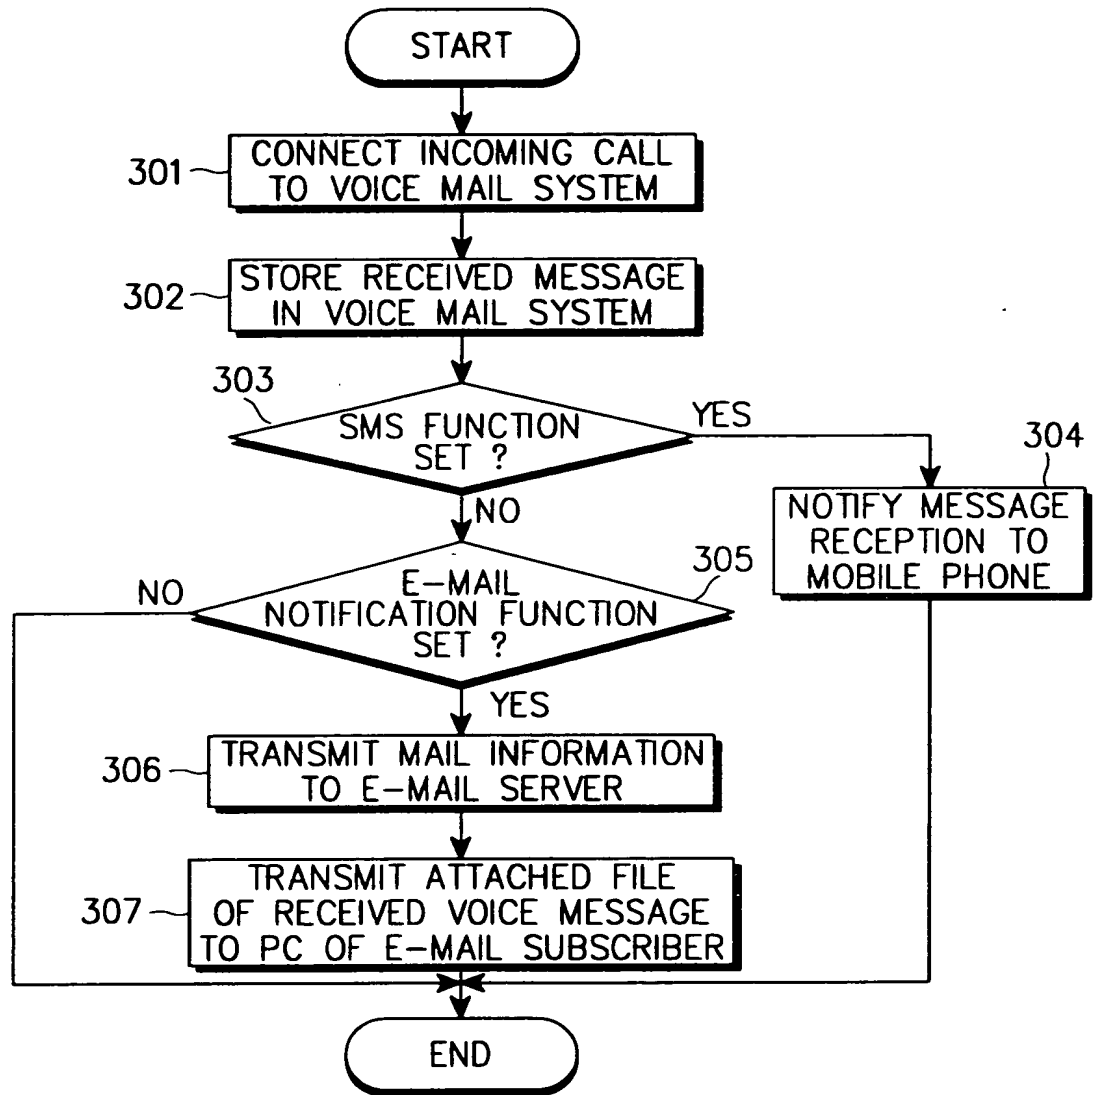 START
301
CONNECT INCOMING CALL
TO VOICE MAIL SYSTEM
302
STORE RECEIVED MESSAGE
IN VOICE MAIL SYSTEM
303
SMS FUNCTION
SET ?
YES
NO
304
NOTIFY MESSAGE
RECEPTION TO
MOBILE PHONE
305
E-MAIL
NOTIFICATION FUNCTION
SET ?
NO
YES
306
TRANSMIT MAIL INFORMATION
TO E-MAIL SERVER
307
TRANSMIT ATTACHED FILE
OF RECEIVED VOICE MESSAGE
TO PC OF E-MAIL SUBSCRIBER
END